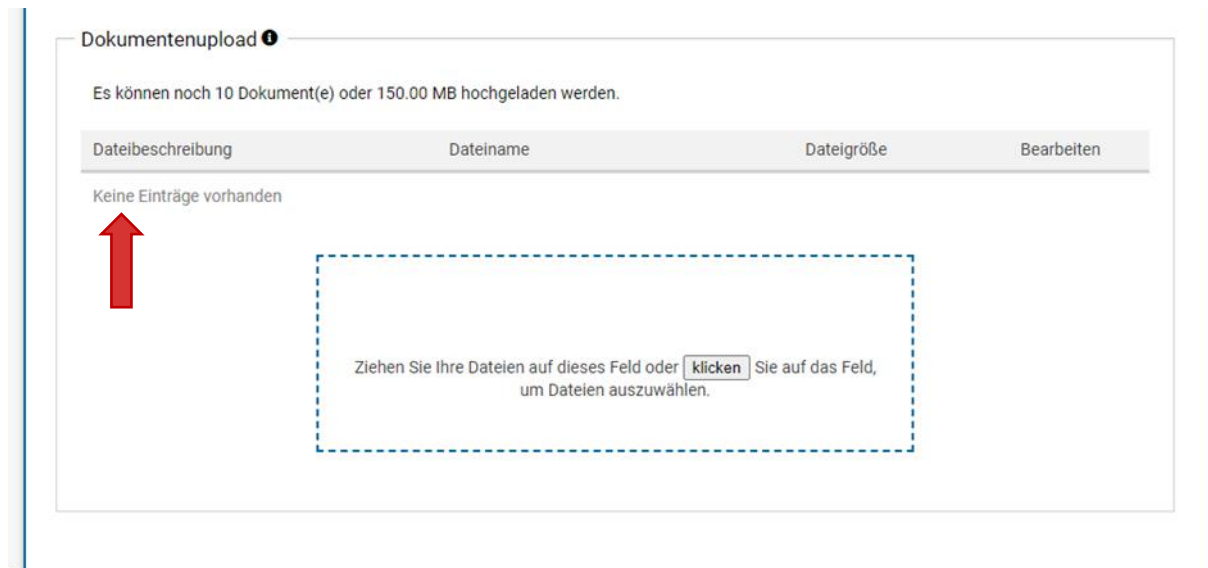 Dokumentenupload
Es können noch 10 Dokument(e) oder 150.00 MB hochgeladen werden.
Dateibeschreibung Dateiname Dateigröße Bearbeiten
Keine Einträge vorhanden
Ziehen Sie Ihre Dateien auf dieses Feld oder klicken Sie auf das Feld,
um Dateien auszuwählen.